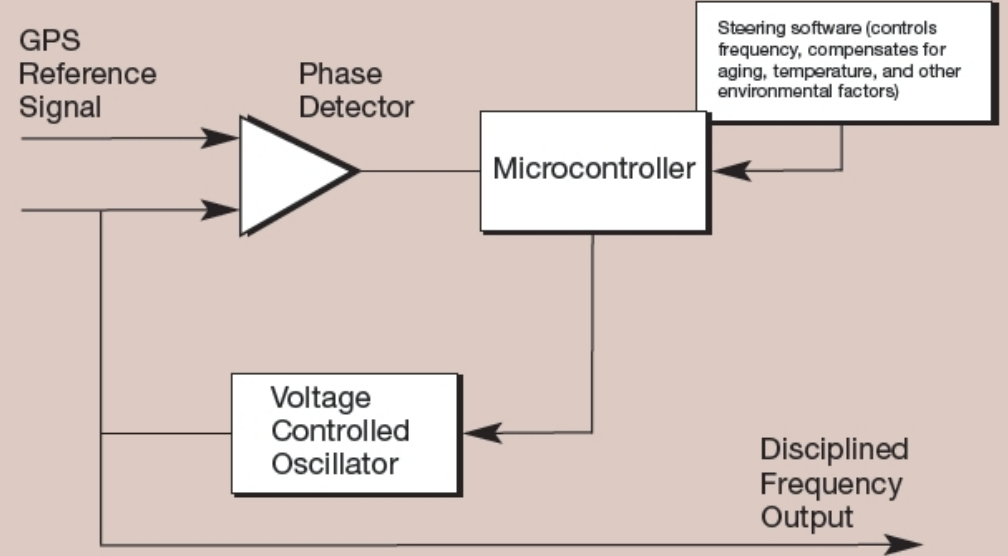 GPS
Reference
Signal
Phase
Detector
Steering software (controls
frequency, compensates for
aging, temperature, and other
environmental factors)
Microcontroller
Voltage
Controlled
Oscillator
Disciplined
Frequency
Output